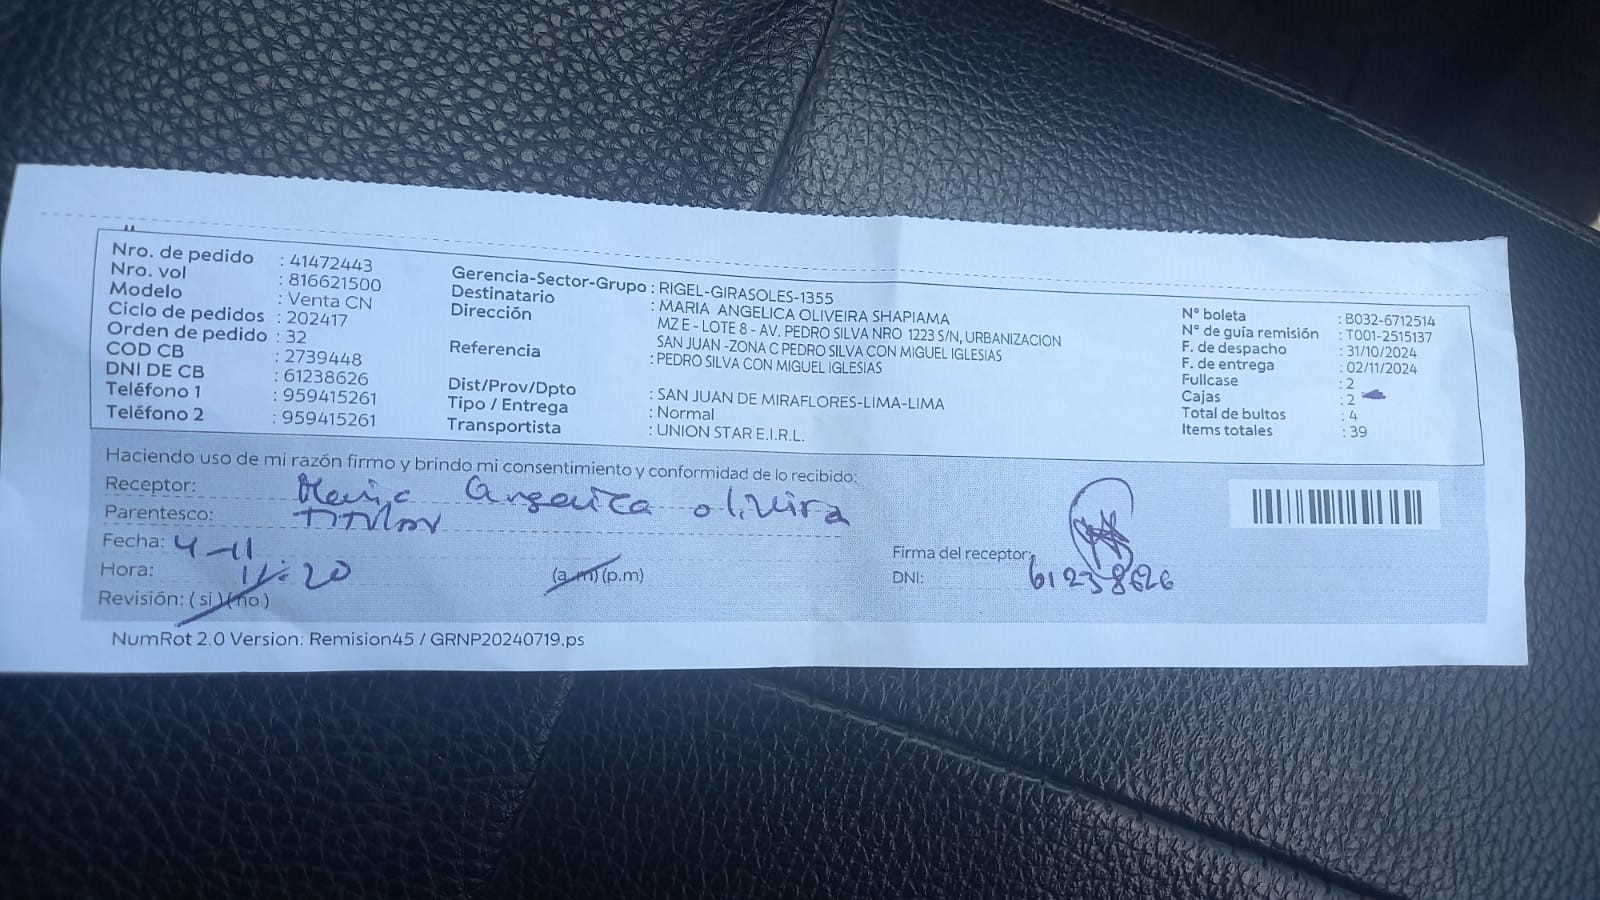 Nro. de pedido : 41472443
Nro. vol : 816621500
Modelo : Venta CN
Ciclo de pedidos : 202417
Orden de pedido : 32
COD CB : 2739448
DNI DE CB : 61238626
Teléfono 1 : 959415261
Teléfono 2 : 959415261
Gerencia-Sector-Grupo : RIGEL-GIRASOLES-1355
Destinatario : MARIA ANGELICA OLIVEIRA SHAPIAMA
Dirección MZ E - LOTE 8 - AV. PEDRO SILVA NRO 1223 S/N, URBANIZACION
SAN JUAN -ZONA C PEDRO SILVA CON MIGUEL IGLESIAS
Referencia : PEDRO SILVA CON MIGUEL IGLESIAS
Dist/Prov/Dpto : SAN JUAN DE MIRAFLORES-LIMA-LIMA
Tipo / Entrega : Normal
Transportista : UNION STAR E.I.R.L.
N° boleta : B032-6712514
N° de guía remisión : T001-2515137
F. de despacho : 31/10/2024
F. de entrega : 02/11/2024
Fullcase : 2
Cajas : 2
Total de bultos : 4
Items totales : 39
Haciendo uso de mi razón firmo y brindo mi consentimiento y conformidad de lo recibido:
Receptor: Maria Angelica olivira
Parentesco: TITUlar
Fecha: 4-11
Hora: 11:20 (a.m) (p.m)
Revisión: ( si ) (no )
Firma del receptor:
DNI: 61238626
NumRot 2.0 Version: Remision45 / GRNP20240719.ps